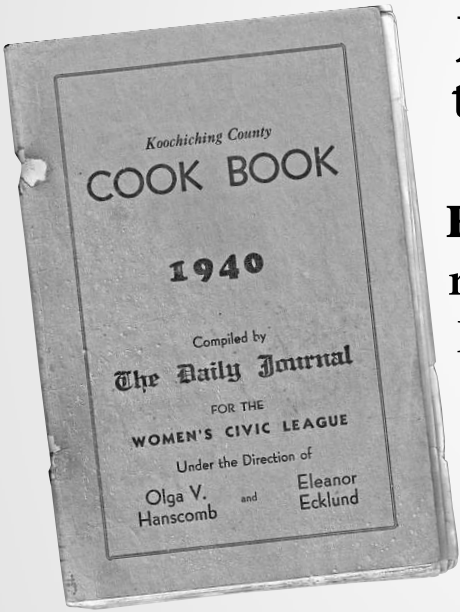 Koochiching County
COOK BOOK
1940
Compiled by
The Daily Journal
FOR THE
WOMEN'S CIVIC LEAGUE
Under the Direction of
Olga V. Hanscomb and Eleanor Ecklund